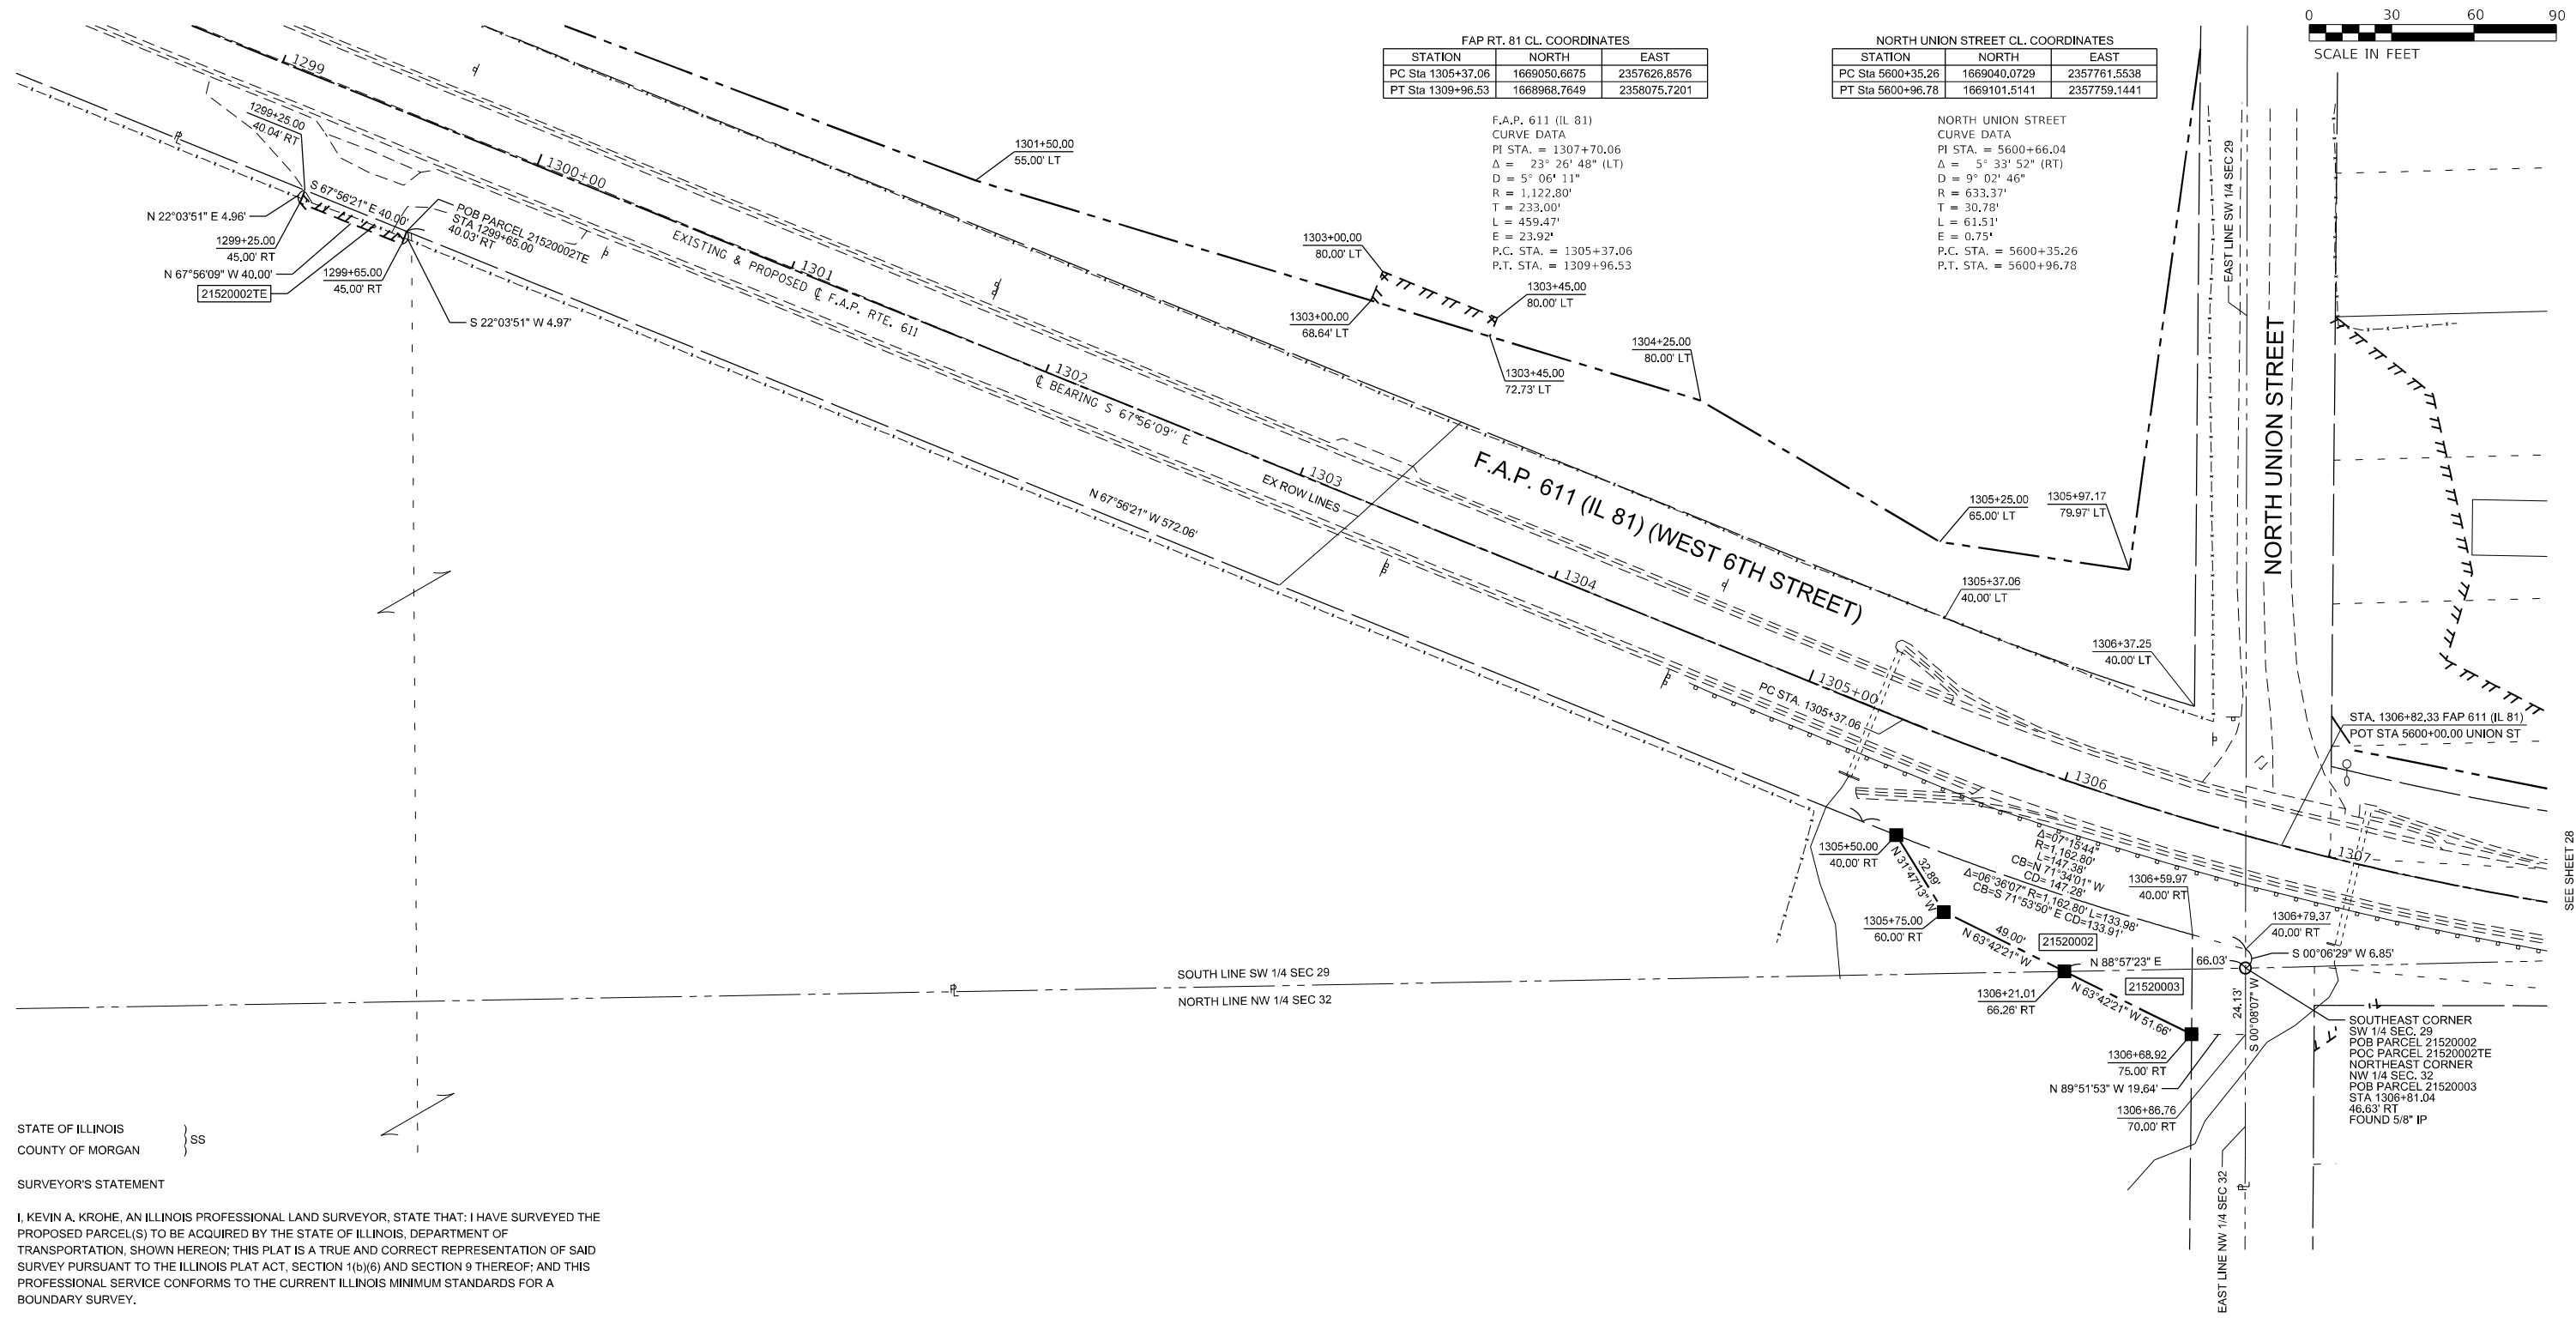 0 30 60 90
SCALE IN FEET
FAP RT. 81 CL. COORDINATES
STATION NORTH EAST
PC Sta 1305+37.06 1669050.6675 2357626.8576
PT Sta 1309+96.53 1668968.7649 2358075.7201
NORTH UNION STREET CL. COORDINATES
STATION NORTH EAST
PC Sta 5600+35.26 1669040.0729 2357761.5538
PT Sta 5600+96.78 1669101.5141 2357759.1441
F.A.P. 611 (IL 81)
CURVE DATA
PI STA. = 1307+70.06
Δ = 23° 26' 48" (LT)
D = 5° 06' 11"
R = 1,122.80'
T = 233.00'
L = 459.47'
E = 23.92'
P.C. STA. = 1305+37.06
P.T. STA. = 1309+96.53
NORTH UNION STREET
CURVE DATA
PI STA. = 5600+66.04
Δ = 5° 33' 52" (RT)
D = 9° 02' 46"
R = 633.37'
T = 30.78'
L = 61.51'
E = 0.75'
P.C. STA. = 5600+35.26
P.T. STA. = 5600+96.78
1299
1299+25.00
40.04' RT
1300+00
1301+50.00
55.00' LT
S 67°56'21" E 40.00'
N 22°03'51" E 4.96'
1299+25.00
45.00' RT
N 67°56'09" W 40.00'
21520002TE
1299+65.00
45.00' RT
POB PARCEL 21520002TE
STA 1299+65.00
40.03' RT
S 22°03'51" W 4.97'
EXISTING & PROPOSED ℄ F.A.P. RTE. 611
1301
1302
℄ BEARING S 67°56'09" E
1303+00.00
80.00' LT
1303+00.00
68.64' LT
1303+45.00
80.00' LT
1303+45.00
72.73' LT
1304+25.00
80.00' LT
1303
EX ROW LINES
N 67°56'21" W 572.06'
F.A.P. 611 (IL 81) (WEST 6TH STREET)
1304
1305+25.00
65.00' LT
1305+97.17
79.97' LT
1305+37.06
40.00' LT
1306+37.25
40.00' LT
EAST LINE SW 1/4 SEC 29
NORTH UNION STREET
1305+00
PC STA. 1305+37.06
1306
STA. 1306+82.33 FAP 611 (IL 81)
POT STA 5600+00.00 UNION ST
1307
SEE SHEET 28
1305+50.00
40.00' RT
32.89'
N 31°47'13" W
Δ=07°15'44"
R=1,162.80'
L=147.38'
CB=N 71°34'01" W
CD= 147.28'
Δ=06°36'07" R=1,162.80' L=133.98'
CB=S 71°53'50" E CD=133.91'
1306+59.97
40.00' RT
1305+75.00
60.00' RT
49.00'
N 63°42'21" W
21520002
1306+79.37
40.00' RT
S 00°06'29" W 6.85'
N 88°57'23" E 66.03'
SOUTH LINE SW 1/4 SEC 29
NORTH LINE NW 1/4 SEC 32
1306+21.01
66.26' RT
21520003
N 63°42'21" W 51.66'
24.13'
S 00°08'07" W
1306+68.92
75.00' RT
N 89°51'53" W 19.64'
1306+86.76
70.00' RT
SOUTHEAST CORNER
SW 1/4 SEC. 29
POB PARCEL 21520002
POC PARCEL 21520002TE
NORTHEAST CORNER
NW 1/4 SEC. 32
POB PARCEL 21520003
STA 1306+81.04
46.63' RT
FOUND 5/8" IP
EAST LINE NW 1/4 SEC 32
STATE OF ILLINOIS
SS
COUNTY OF MORGAN
SURVEYOR'S STATEMENT
I, KEVIN A. KROHE, AN ILLINOIS PROFESSIONAL LAND SURVEYOR, STATE THAT: I HAVE SURVEYED THE
PROPOSED PARCEL(S) TO BE ACQUIRED BY THE STATE OF ILLINOIS, DEPARTMENT OF
TRANSPORTATION, SHOWN HEREON; THIS PLAT IS A TRUE AND CORRECT REPRESENTATION OF SAID
SURVEY PURSUANT TO THE ILLINOIS PLAT ACT, SECTION 1(b)(6) AND SECTION 9 THEREOF; AND THIS
PROFESSIONAL SERVICE CONFORMS TO THE CURRENT ILLINOIS MINIMUM STANDARDS FOR A
BOUNDARY SURVEY.